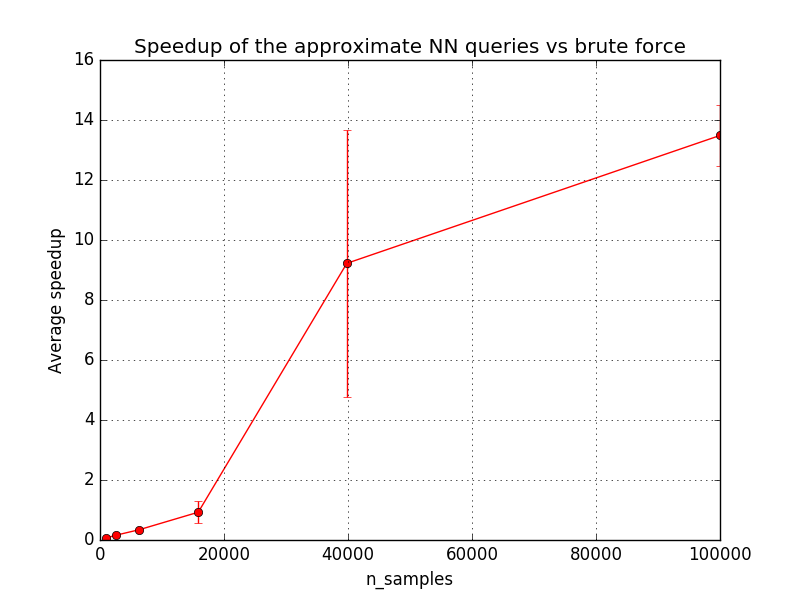 Speedup of the approximate NN queries vs brute force
16
14
12
10
8
6
4
2
0
Average speedup
0 20000 40000 60000 80000 100000
n_samples